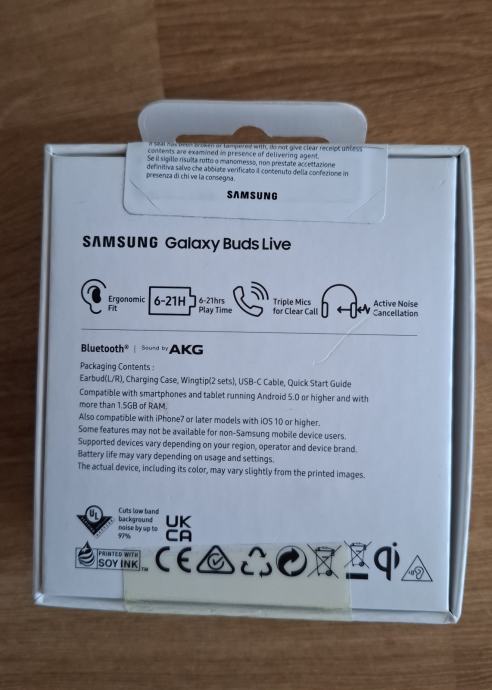 If seal has been broken or tampered with, do not give clear receipt unless
contents are examined in presence of delivering agent.
Se il sigillo risulta rotto o manomesso, non prestate accettazione
definitiva salvo che abbiate verificato il contenuto della confezione in
presenza di chi ve la consegna.
SAMSUNG
SAMSUNG Galaxy Buds Live
Ergonomic
Fit
6-21H
6-21hrs
Play Time
Triple Mics
for Clear Call
Active Noise
Cancellation
Bluetooth® | Sound by AKG
Packaging Contents :
Earbud(L/R), Charging Case, Wingtip(2 sets), USB-C Cable, Quick Start Guide
Compatible with smartphones and tablet running Android 5.0 or higher and with
more than 1.5GB of RAM.
Also compatible with iPhone7 or later models with iOS 10 or higher.
Some features may not be available for non-Samsung mobile device users.
Supported devices vary depending on your region, operator and device brand.
Battery life may vary depending on usage and settings.
The actual device, including its color, may vary slightly from the printed images.
UL
Cuts low band
background
noise by up to
97%
UK
CA
PRINTED WITH
SOY INK™
CE
qi